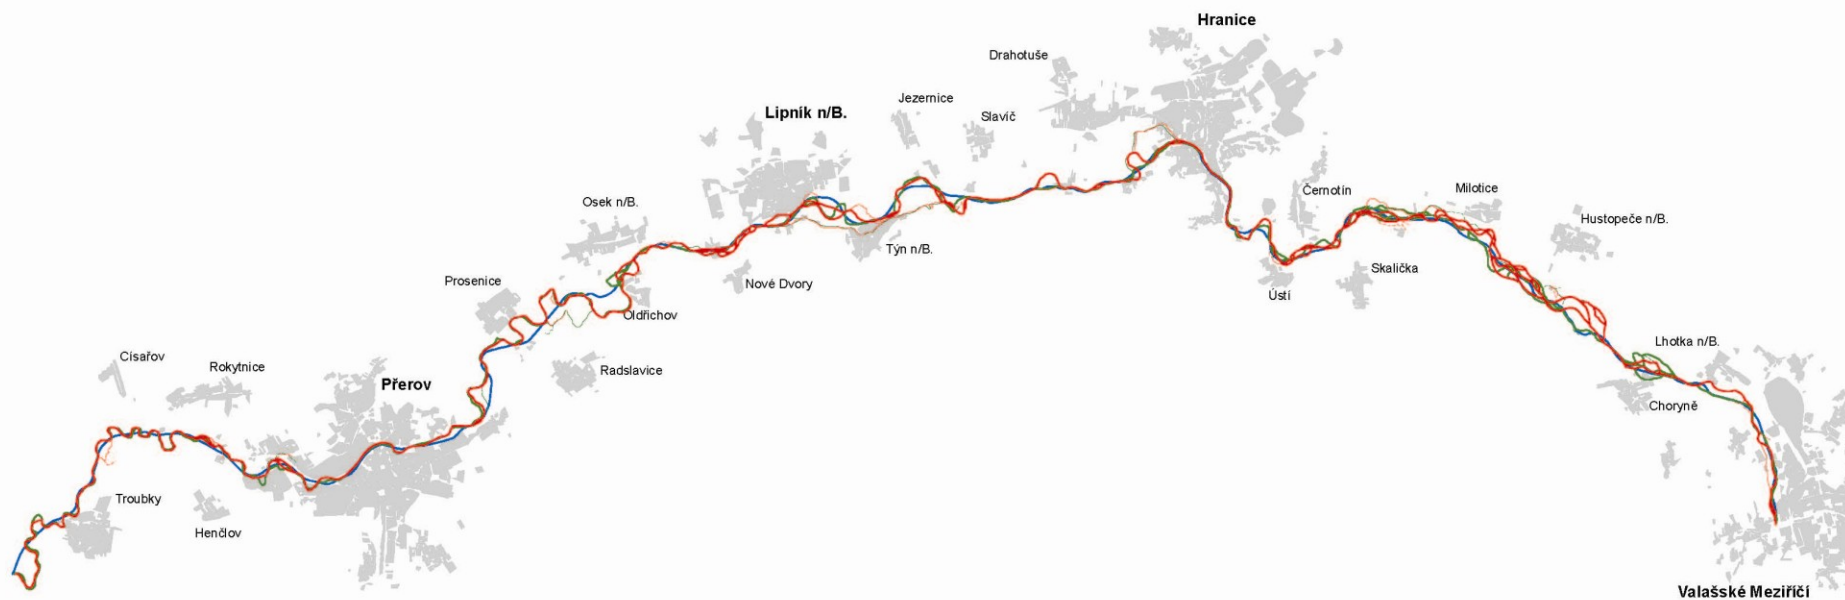 Hranice
Drahotuše
Jezernice
Lipník n/B.
Slavíč
Černotín
Milotice
Osek n/B.
Hustopeče n/B.
Týn n/B.
Skalička
Prosenice
Nové Dvory
Ústí
Oldřichov
Lhotka n/B.
Císařov
Rokytnice
Radslavice
Přerov
Choryně
Troubky
Henčlov
Valašské Meziříčí